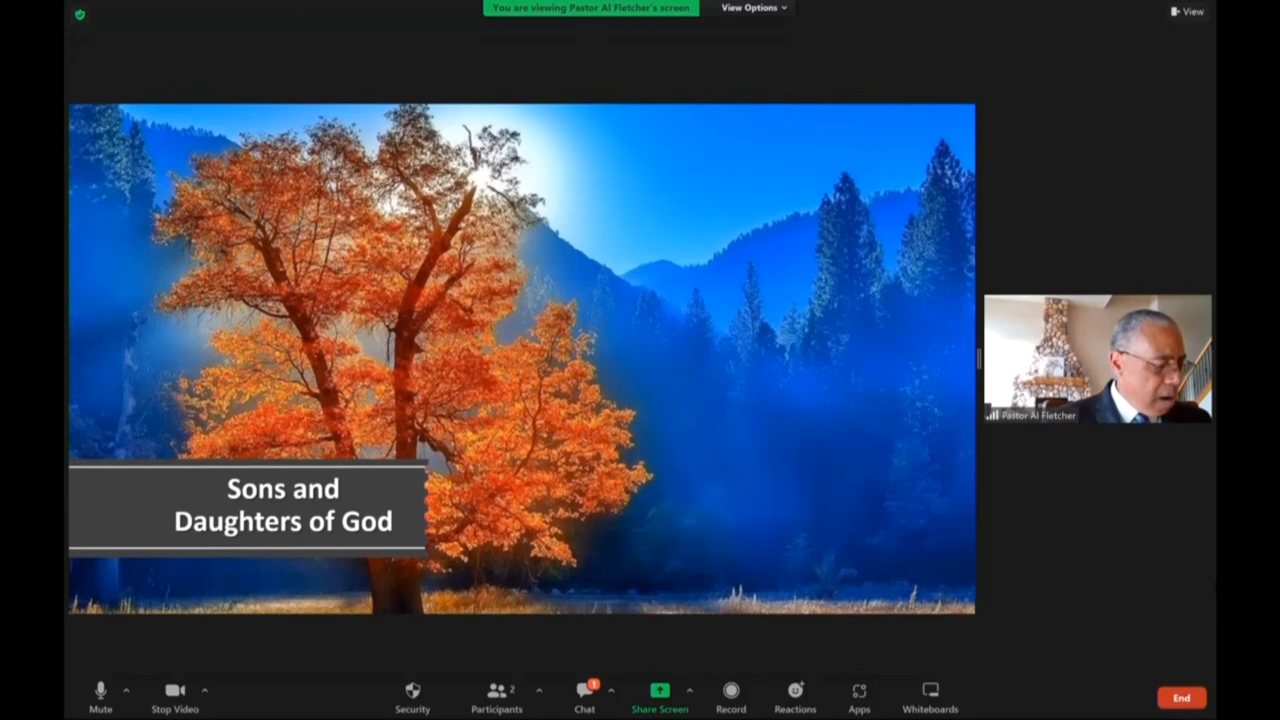 You are viewing Pastor Al Fletcher's screen
View Options
View
Sons and
Daughters of God
Pastor Al Fletcher
Mute
Stop Video
Security
Participants
2
Chat
1
Share Screen
Record
Reactions
Apps
Whiteboards
End